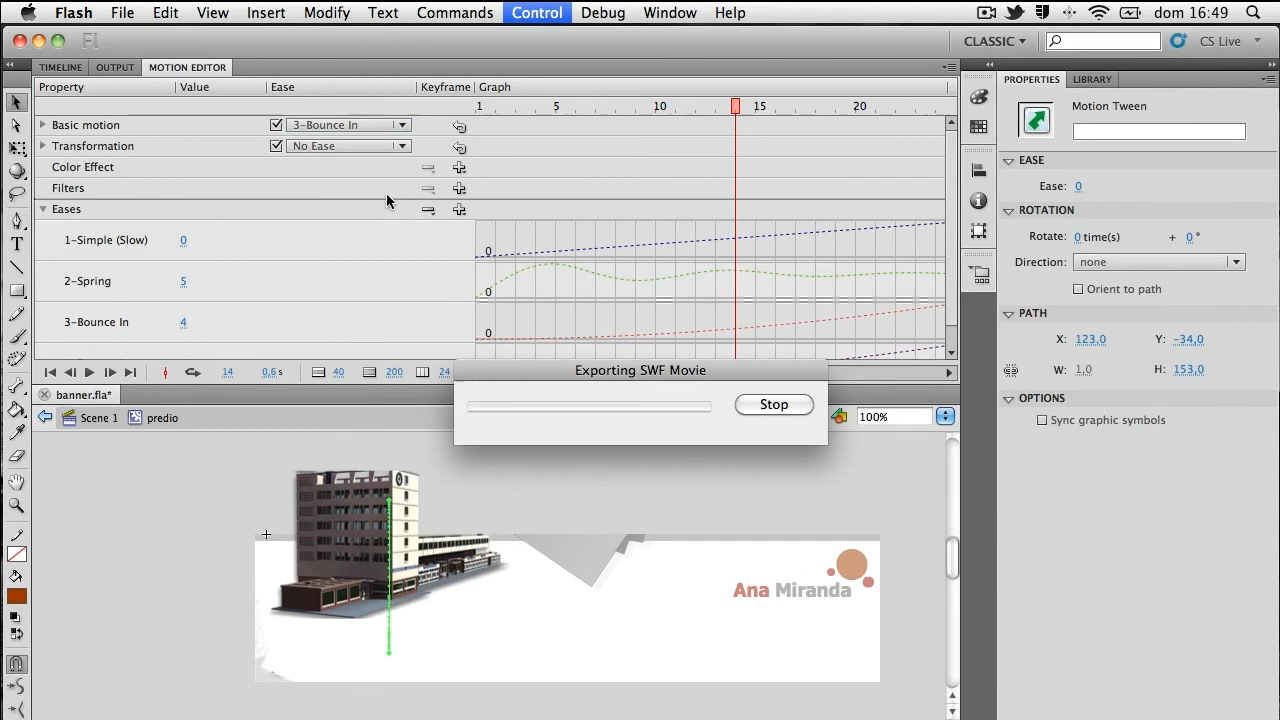 Flash File Edit View Insert Modify Text Commands Control Debug Window Help dom 16:49
Fl CLASSIC CS Live
TIMELINE OUTPUT MOTION EDITOR
Property Value Ease Keyframe Graph
1 5 10 15 20
Basic motion 3-Bounce In
Transformation No Ease
Color Effect
Filters
Eases
1-Simple (Slow) 0 0
2-Spring 5 0
3-Bounce In 4 0
14 0,6s 40 200 24
Exporting SWF Movie
Stop
banner.fla*
Scene 1 predio 100%
Ana Miranda
PROPERTIES LIBRARY
Motion Tween
EASE
Ease: 0
ROTATION
Rotate: 0 time(s) + 0 °
Direction: none
Orient to path
PATH
X: 123,0 Y: -34,0
W: 1,0 H: 153,0
OPTIONS
Sync graphic symbols